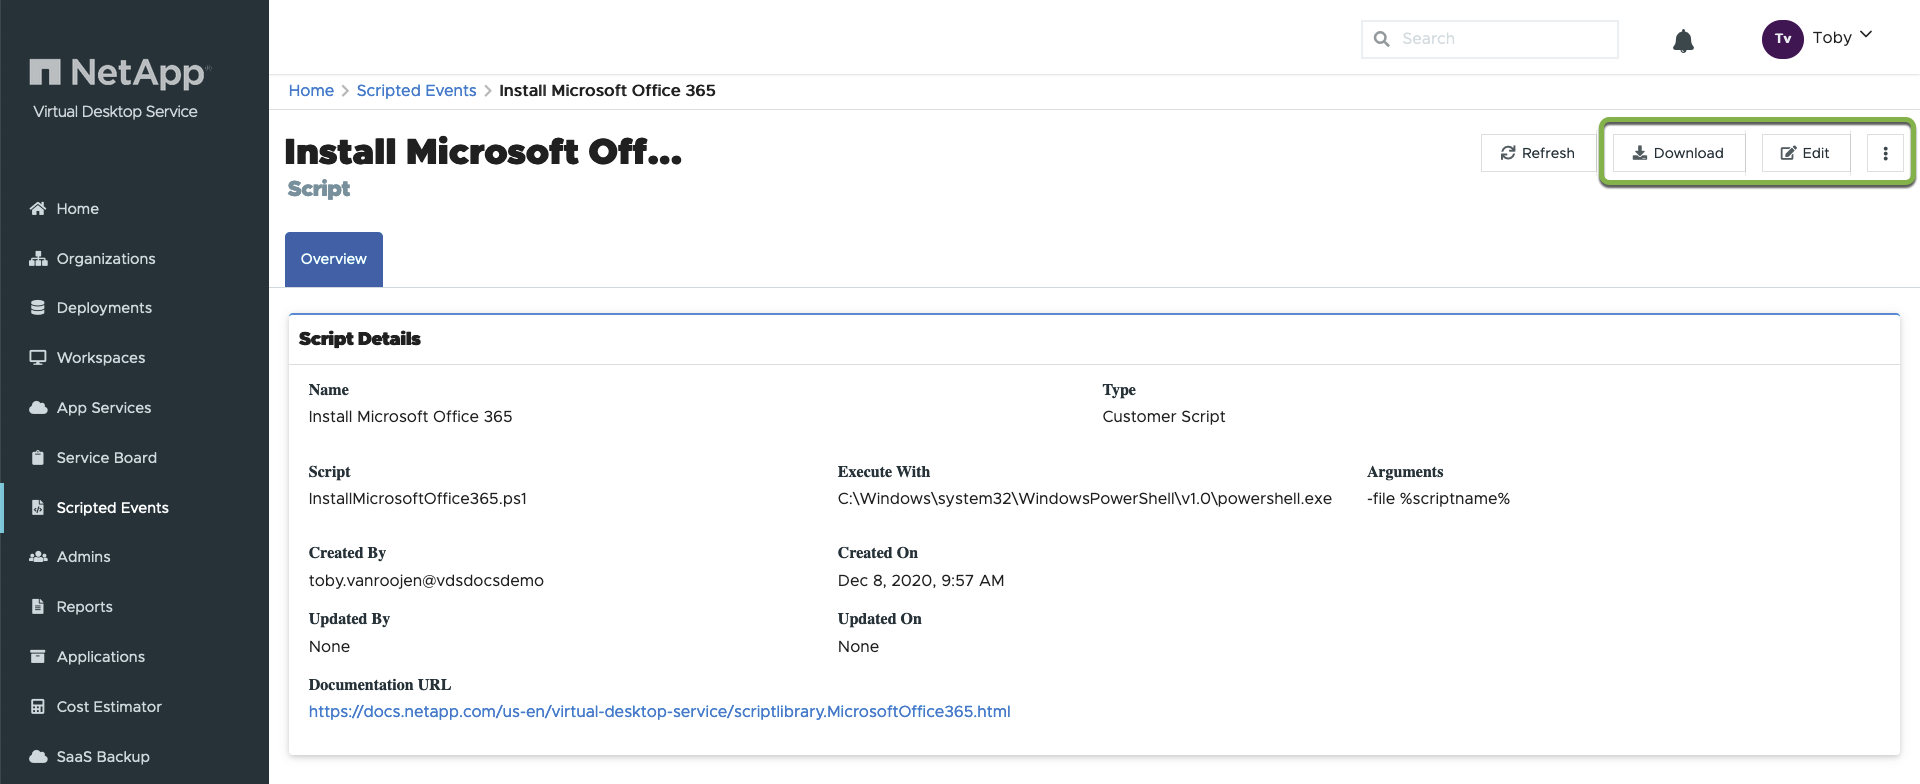 NetApp
Virtual Desktop Service
Search
Tv
Toby
Home
Organizations
Deployments
Workspaces
App Services
Service Board
Scripted Events
Admins
Reports
Applications
Cost Estimator
SaaS Backup
Home Scripted Events Install Microsoft Office 365
Install Microsoft Off...
Script
Refresh
Download
Edit
Overview
Script Details
Name
Install Microsoft Office 365
Type
Customer Script
Script
InstallMicrosoftOffice365.ps1
Execute With
C:\Windows\system32\WindowsPowerShell\v1.0\powershell.exe
Arguments
-file %scriptname%
Created By
toby.vanroojen@vdsdocsdemo
Created On
Dec 8, 2020, 9:57 AM
Updated By
None
Updated On
None
Documentation URL
https://docs.netapp.com/us-en/virtual-desktop-service/scriptlibrary.MicrosoftOffice365.html